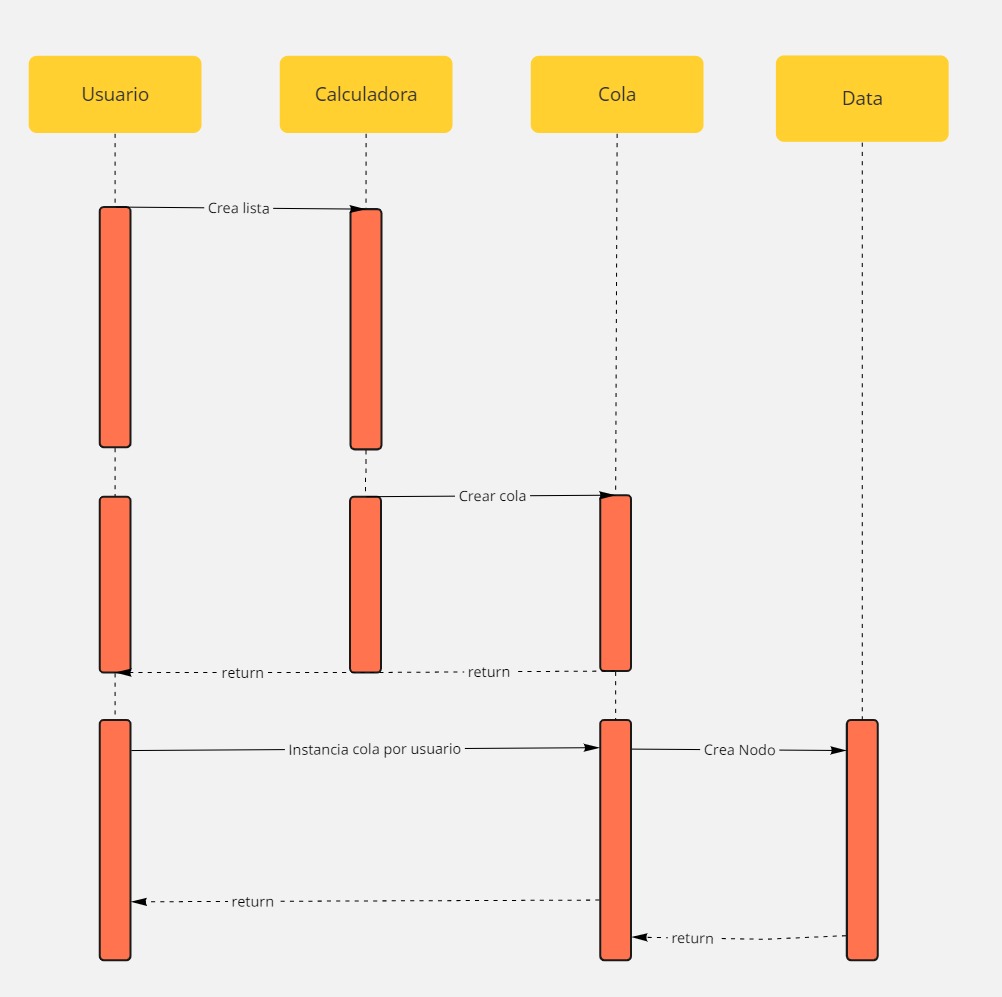 Usuario
Calculadora
Cola
Data
Crea lista
Crear cola
return
return
Instancia cola por usuario
Crea Nodo
return
return